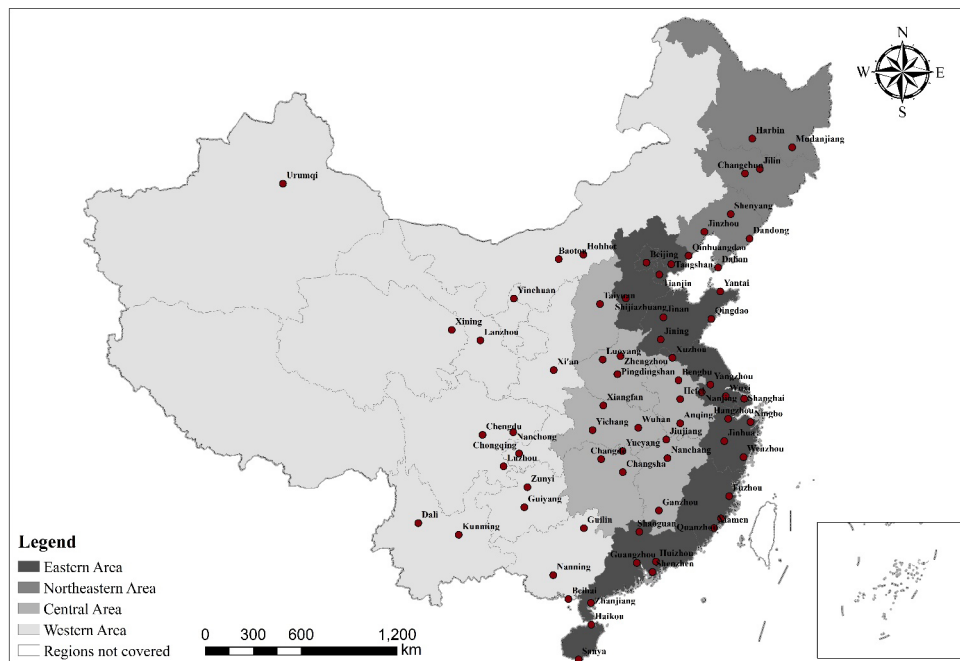 N
W E
S
Harbin
Mudanjiang
Jilin
Changchun
Urumqi
Shenyang
Jinzhou
Dandong
Hohhot
Baotou
Qinhuangdao
Beijing
Tangshan
Dalian
Tianjin
Yantai
Yinchuan
Taiyuan
Shijiazhuang
Jinan
Qingdao
Xining
Lanzhou
Jining
Xuzhou
Luoyang
Zhengzhou
Xi'an
Pingdingshan
Bengbu
Yangzhou
Hefei
Wuxi
Nanjing
Shanghai
Xiangfan
Hangzhou
Ningbo
Anqing
Yichang
Wuhan
Jiujiang
Jinhua
Chengdu
Nanchong
Chongqing
Yueyang
Wenzhou
Luzhou
Changde
Nanchang
Changsha
Zunyi
Fuzhou
Guiyang
Ganzhou
Dali
Guilin
Xiamen
Quanzhou
Kunming
Shaoguan
Guangzhou
Huizhou
Shenzhen
Nanning
Beihai
Zhanjiang
Haikou
Sanya
Legend
Eastern Area
Northeastern Area
Central Area
Western Area
Regions not covered
0 300 600 1,200
km